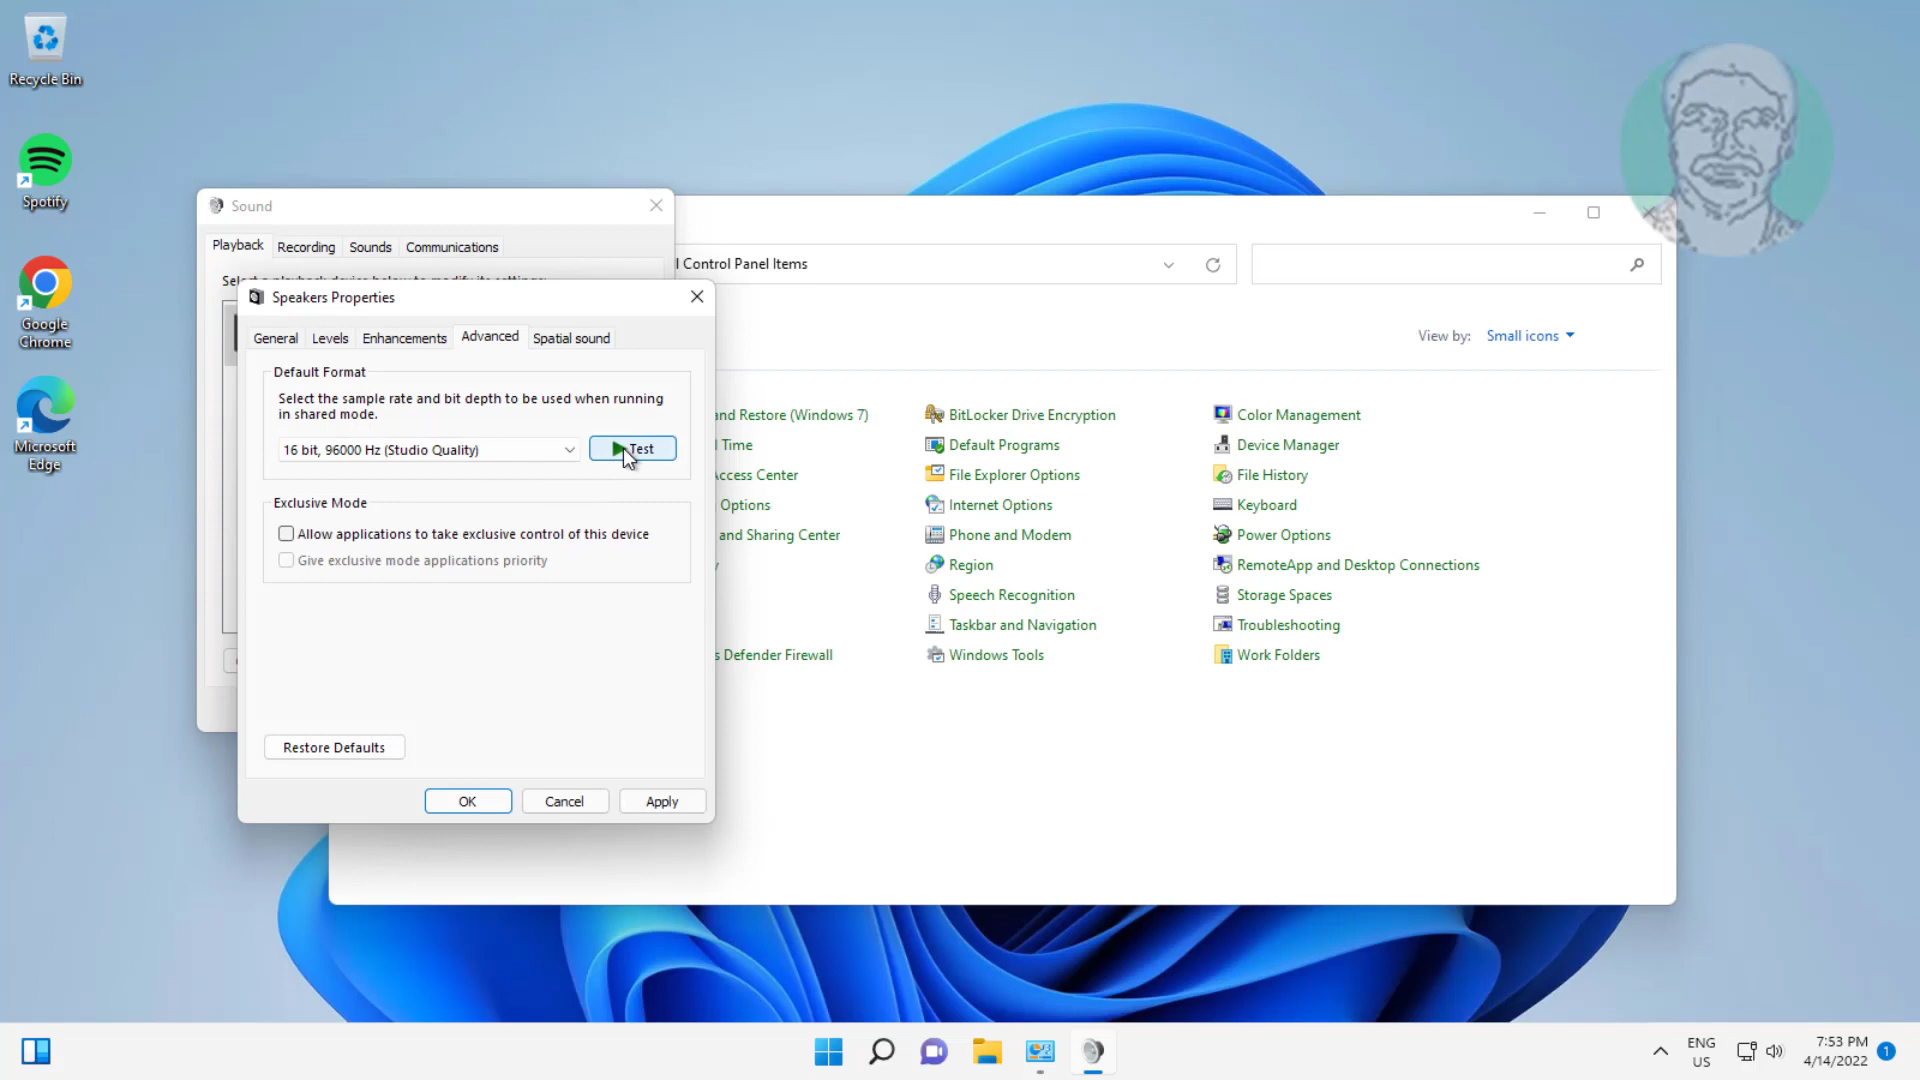 Recycle Bin
Spotify
Google
Chrome
Microsoft
Edge
Sound
Playback
Recording
Sounds
Communications
Speakers Properties
General
Levels
Enhancements
Advanced
Spatial sound
Default Format
Select the sample rate and bit depth to be used when running
in shared mode.
16 bit, 96000 Hz (Studio Quality)
Test
Exclusive Mode
Allow applications to take exclusive control of this device
Give exclusive mode applications priority
Restore Defaults
OK
Cancel
Apply
Control Panel Items
View by:
Small icons
and Restore (Windows 7)
Time
Access Center
Options
and Sharing Center
Defender Firewall
BitLocker Drive Encryption
Default Programs
File Explorer Options
Internet Options
Phone and Modem
Region
Speech Recognition
Taskbar and Navigation
Windows Tools
Color Management
Device Manager
File History
Keyboard
Power Options
RemoteApp and Desktop Connections
Storage Spaces
Troubleshooting
Work Folders
ENG
US
7:53 PM
4/14/2022
1